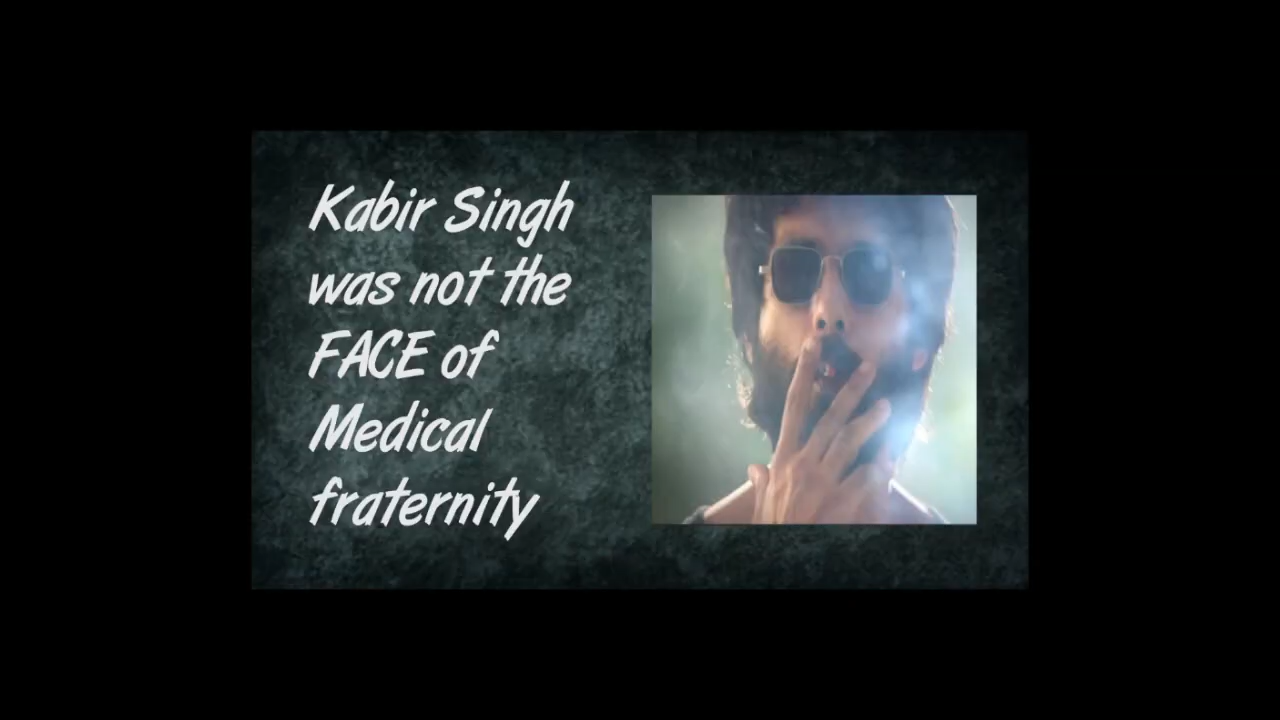 Kabir Singh
was not the
FACE of
Medical
fraternity